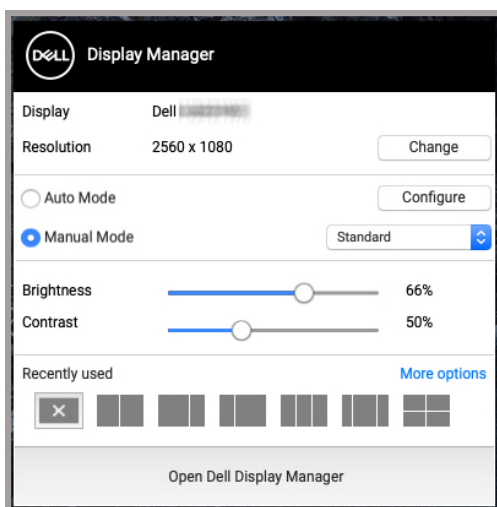 DELL Display Manager
Display Dell
Resolution 2560 x 1080 Change
Auto Mode Configure
Manual Mode Standard
Brightness 66%
Contrast 50%
Recently used More options
Open Dell Display Manager